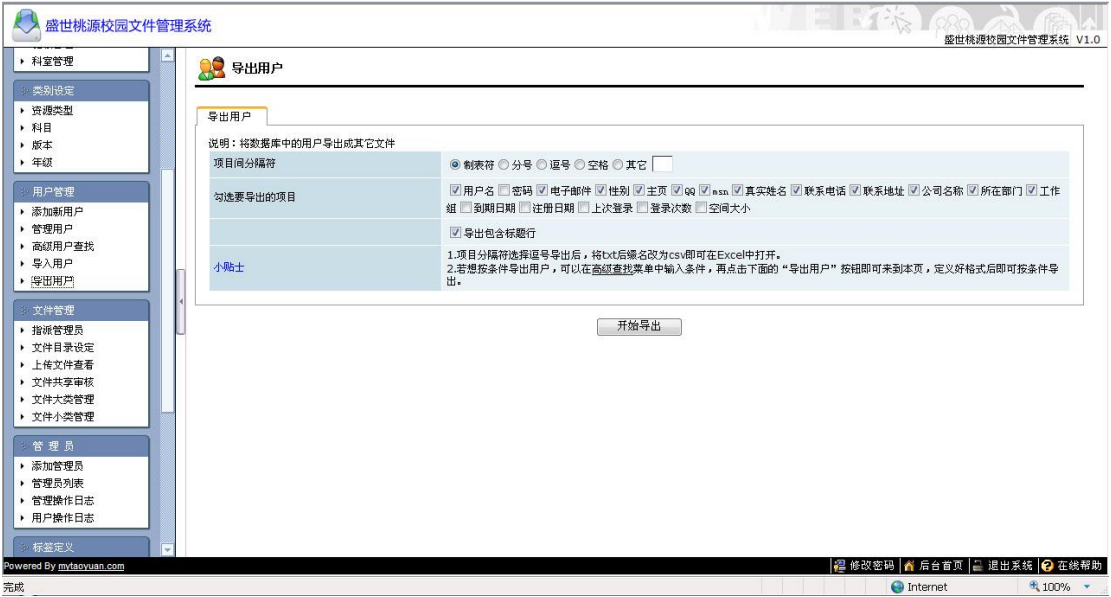 盛世桃源校园文件管理系统
盛世桃源校园文件管理系统 V1.0
科室管理
类别设定
资源类型
科目
版本
年级
用户管理
添加新用户
管理用户
高级用户查找
导入用户
导出用户
文件管理
指派管理员
文件目录设定
上传文件查看
文件共享审核
文件大类管理
文件小类管理
管 理 员
添加管理员
管理员列表
管理操作日志
用户操作日志
标签定义
导出用户
导出用户
说明：将数据库中的用户导出成其它文件
项目间分隔符
制表符 分号 逗号 空格 其它
勾选要导出的项目
用户名 密码 电子邮件 性别 主页 QQ msn 真实姓名 联系电话 联系地址 公司名称 所在部门 工作
组 到期日期 注册日期 上次登录 登录次数 空间大小
导出包含标题行
小贴士
1.项目分隔符选择逗号导出后，将txt后缀名改为csv即可在Excel中打开。
2.若想按条件导出用户，可以在高级查找菜单中输入条件，再点击下面的“导出用户”按钮即可来到本页，定义好格式后即可按条件导
出。
开始导出
Powered By mytaoyuan.com
修改密码 后台首页 退出系统 在线帮助
完成
Internet
100%